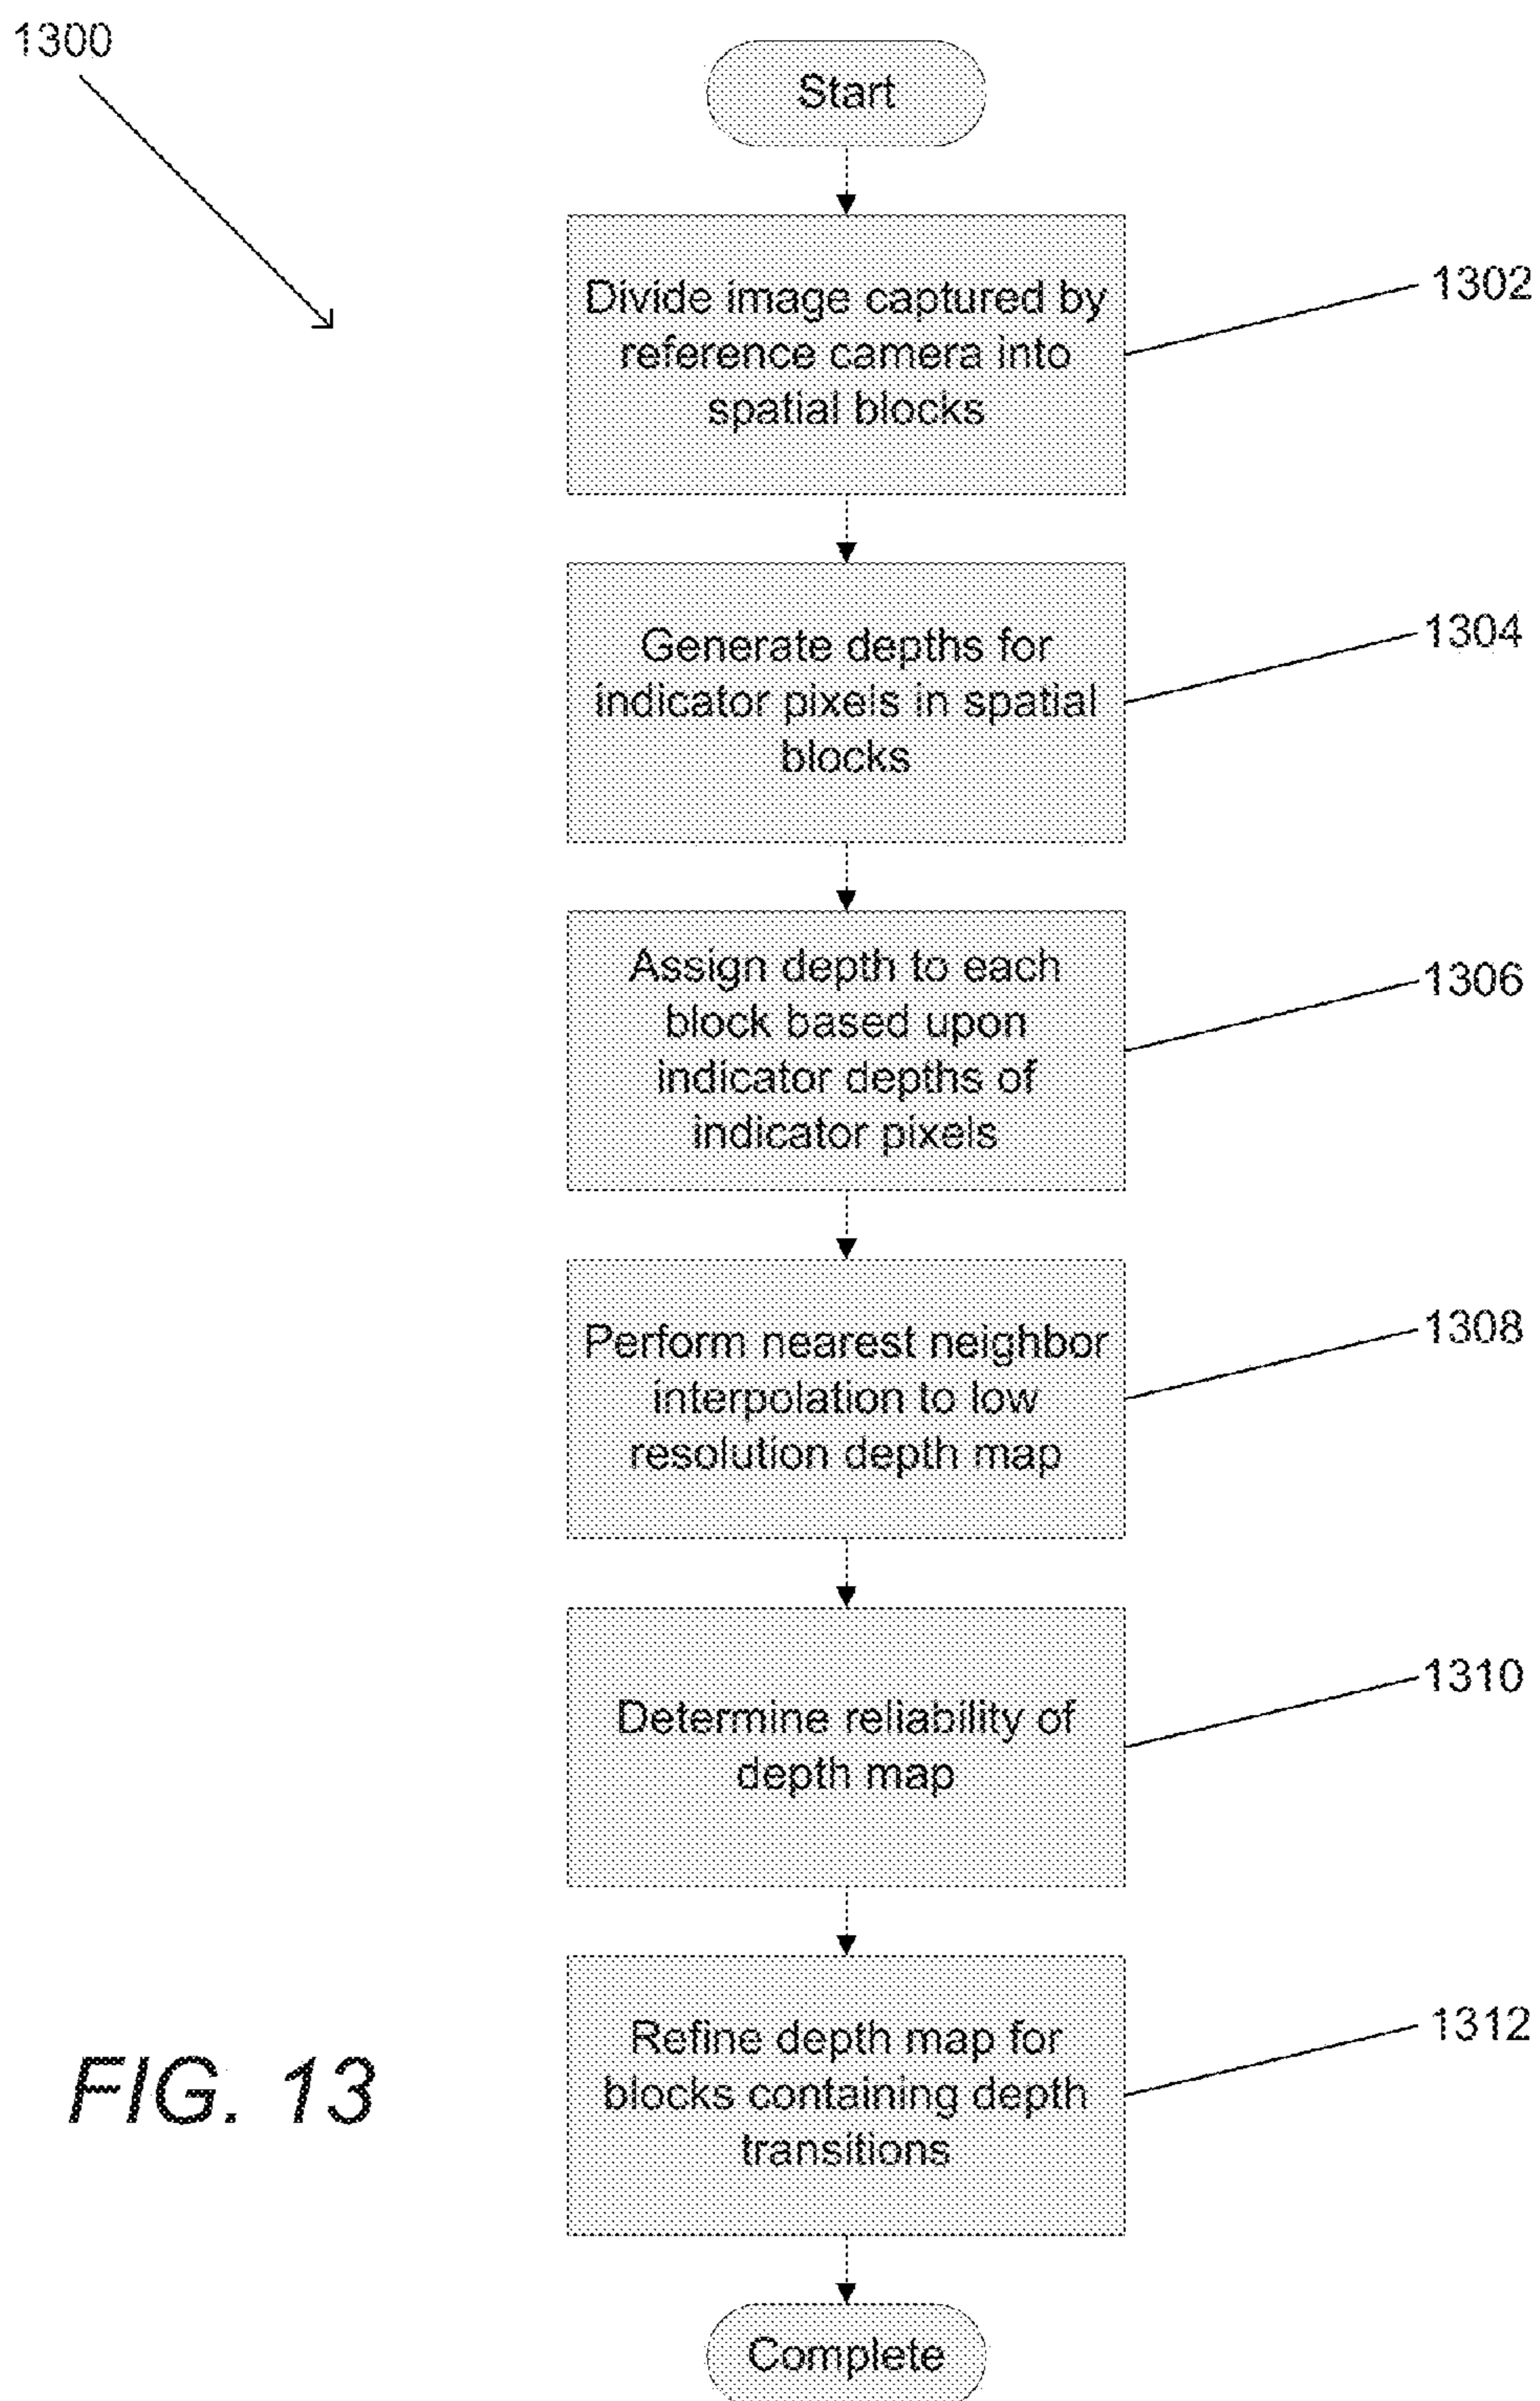 1300
Start
Divide image captured by
reference camera into
spatial blocks
1302
Generate depths for
indicator pixels in spatial
blocks
1304
Assign depth to each
block based upon
indicator depths of
indicator pixels
1306
Perform nearest neighbor
interpolation to low
resolution depth map
1308
Determine reliability of
depth map
1310
Refine depth map for
blocks containing depth
transitions
1312
FIG. 13
Complete